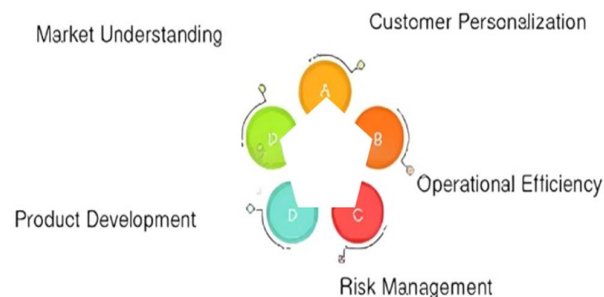 Customer Personalization
Market Understanding
A
D
B
Operational Efficiency
Product Development
D
C
Risk Management